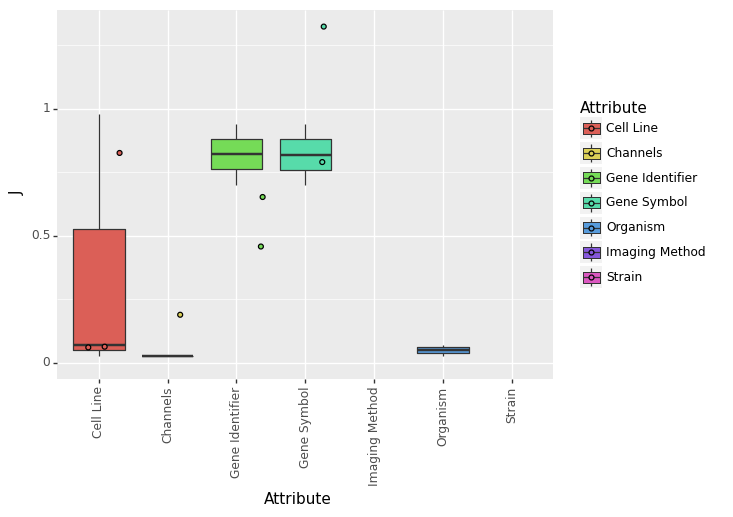 1
0.5
0
J
Cell Line
Channels
Gene Identifier
Gene Symbol
Imaging Method
Organism
Strain
Attribute
Attribute
Cell Line
Channels
Gene Identifier
Gene Symbol
Organism
Imaging Method
Strain